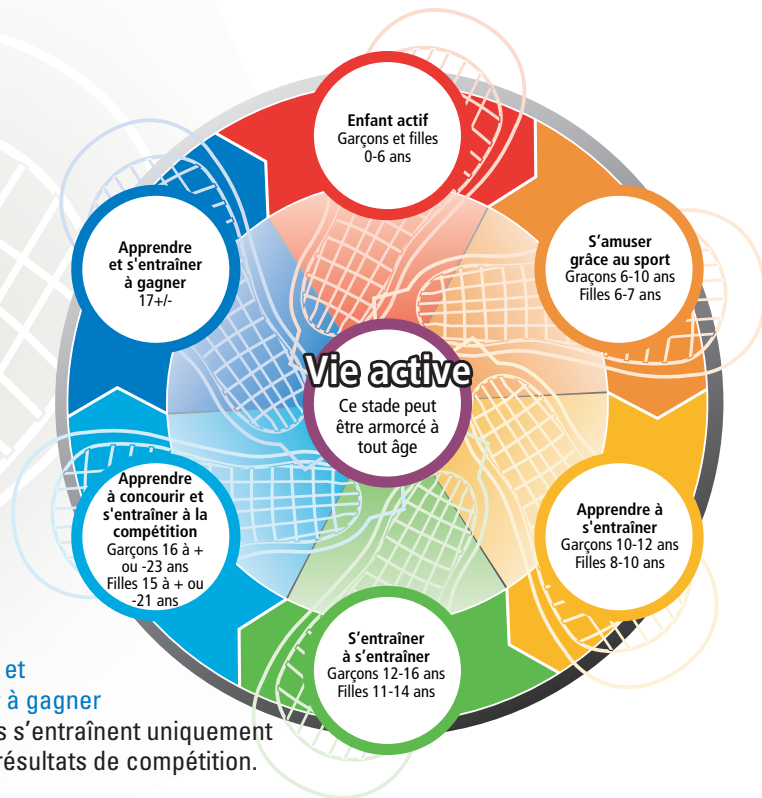 Enfant actif
Garçons et filles
0-6 ans
S'amuser
grâce au sport
Graçons 6-10 ans
Filles 6-7 ans
Apprendre à
s'entraîner
Garçons 10-12 ans
Filles 8-10 ans
S'entraîner
à s'entraîner
Garçons 12-16 ans
Filles 11-14 ans
Apprendre
à concourir et
s'entraîner à la
compétition
Garçons 16 à +
ou -23 ans
Filles 15 à + ou
-21 ans
Apprendre
et s'entraîner
à gagner
17+/-
Vie active
Ce stade peut
être amorcé à
tout âge
et
à gagner
s'entraînent uniquement
résultats de compétition.